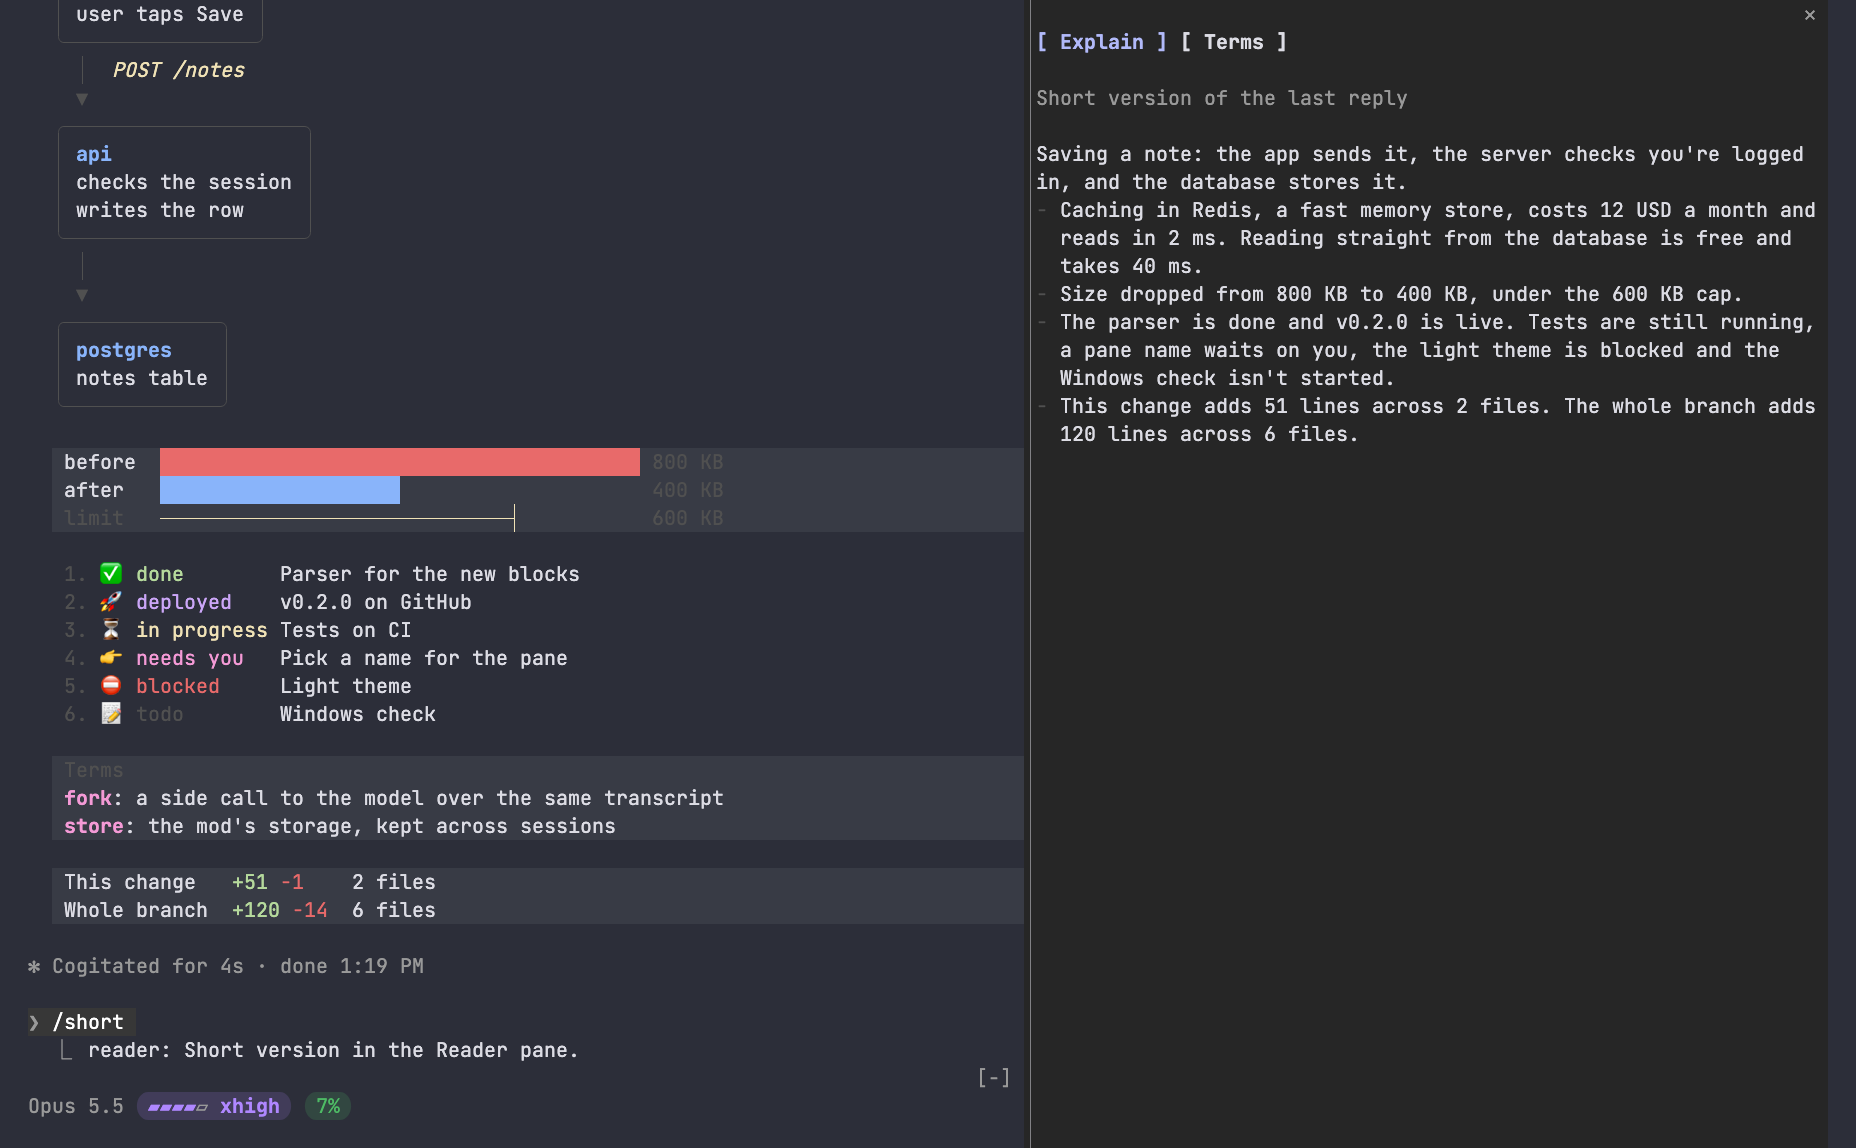 user taps Save
POST /notes
api
checks the session
writes the row
postgres
notes table
before 800 KB
after 400 KB
limit 600 KB
1. ✅ done Parser for the new blocks
2. 🚀 deployed v0.2.0 on GitHub
3. ⏳ in progress Tests on CI
4. 👉 needs you Pick a name for the pane
5. ⛔ blocked Light theme
6. 📝 todo Windows check
Terms
fork: a side call to the model over the same transcript
store: the mod's storage, kept across sessions
This change +51 -1 2 files
Whole branch +120 -14 6 files
✻ Cogitated for 4s · done 1:19 PM
❯ /short
⎿ reader: Short version in the Reader pane.
[-]
Opus 5.5 ▰▰▰▰▱ xhigh 7%
×
[ Explain ] [ Terms ]
Short version of the last reply
Saving a note: the app sends it, the server checks you're logged
in, and the database stores it.
- Caching in Redis, a fast memory store, costs 12 USD a month and
reads in 2 ms. Reading straight from the database is free and
takes 40 ms.
- Size dropped from 800 KB to 400 KB, under the 600 KB cap.
- The parser is done and v0.2.0 is live. Tests are still running,
a pane name waits on you, the light theme is blocked and the
Windows check isn't started.
- This change adds 51 lines across 2 files. The whole branch adds
120 lines across 6 files.